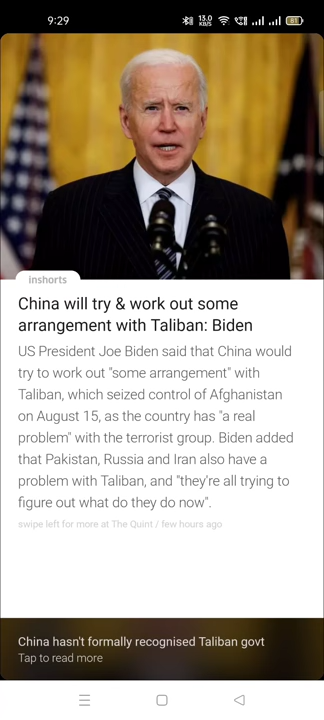 9:29
13.0
KB/S
81
inshorts
China will try & work out some
arrangement with Taliban: Biden
US President Joe Biden said that China would
try to work out "some arrangement" with
Taliban, which seized control of Afghanistan
on August 15, as the country has "a real
problem" with the terrorist group. Biden added
that Pakistan, Russia and Iran also have a
problem with Taliban, and "they're all trying to
figure out what do they do now".
swipe left for more at The Quint / few hours ago
China hasn't formally recognised Taliban govt
Tap to read more